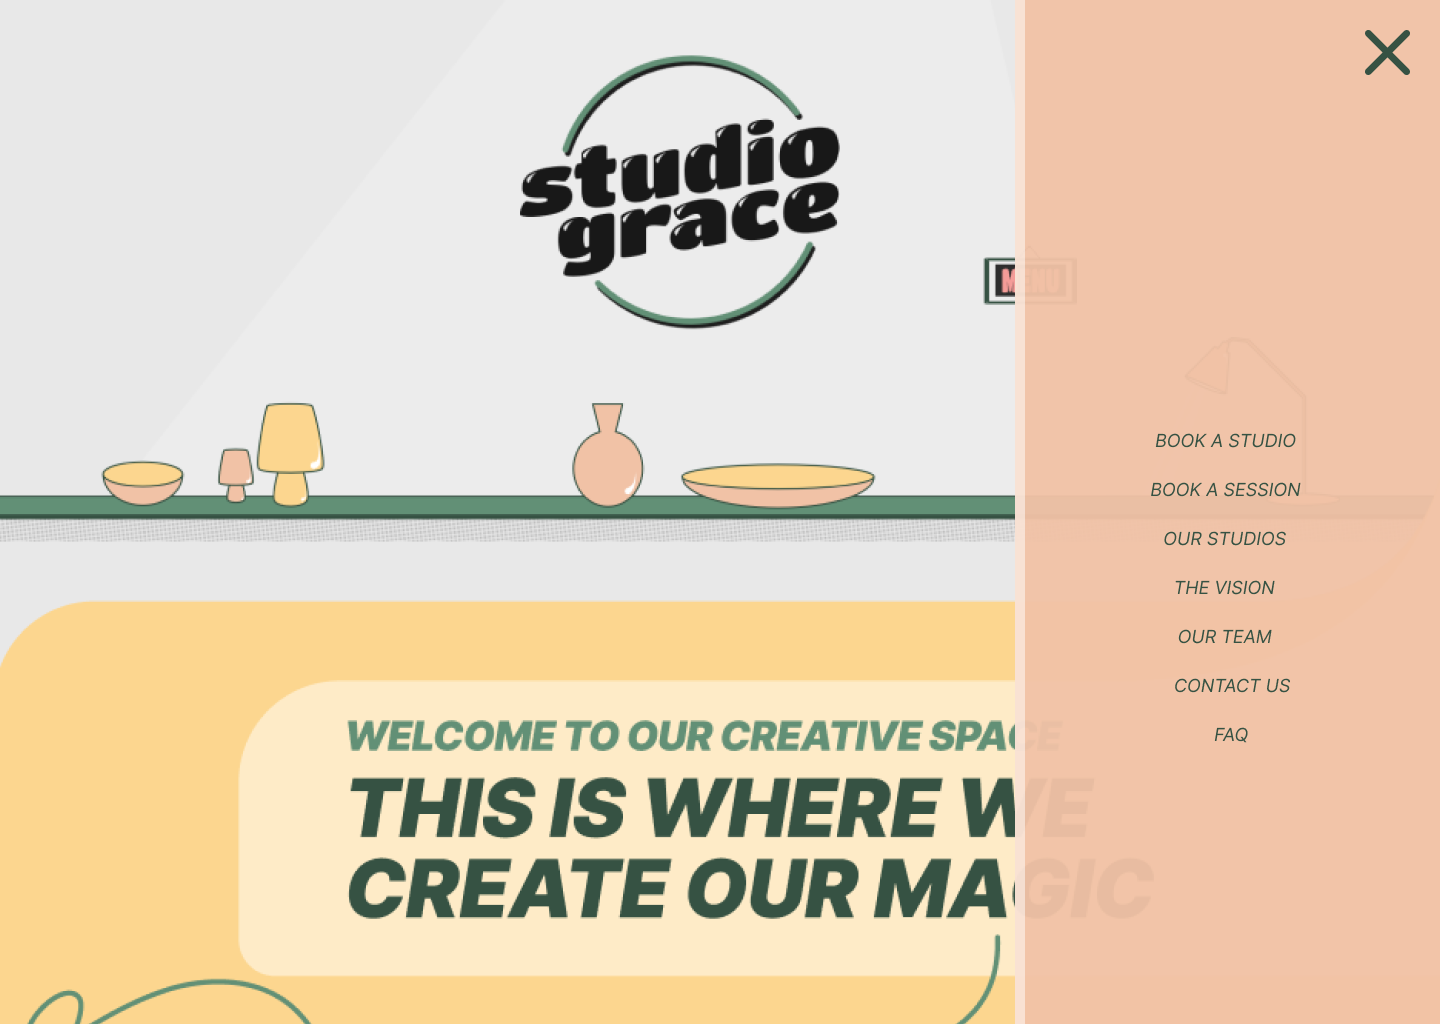 studio
grace
MENU
BOOK A STUDIO
BOOK A SESSION
OUR STUDIOS
THE VISION
OUR TEAM
CONTACT US
FAQ
WELCOME TO OUR CREATIVE SPACE
THIS IS WHERE WE
CREATE OUR MAGIC